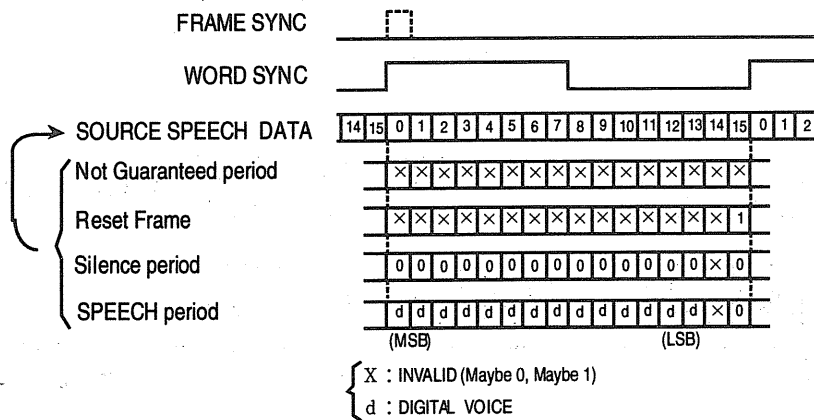 FRAME SYNC
WORD SYNC
SOURCE SPEECH DATA 14 15 0 1 2 3 4 5 6 7 8 9 10 11 12 13 14 15 0 1 2
Not Guaranteed period × × × × × × × × × × × × × × × ×
Reset Frame × × × × × × × × × × × × × × × 1
Silence period 0 0 0 0 0 0 0 0 0 0 0 0 0 0 × 0
SPEECH period d d d d d d d d d d d d d d × 0
(MSB) (LSB)
X : INVALID (Maybe 0, Maybe 1)
d : DIGITAL VOICE